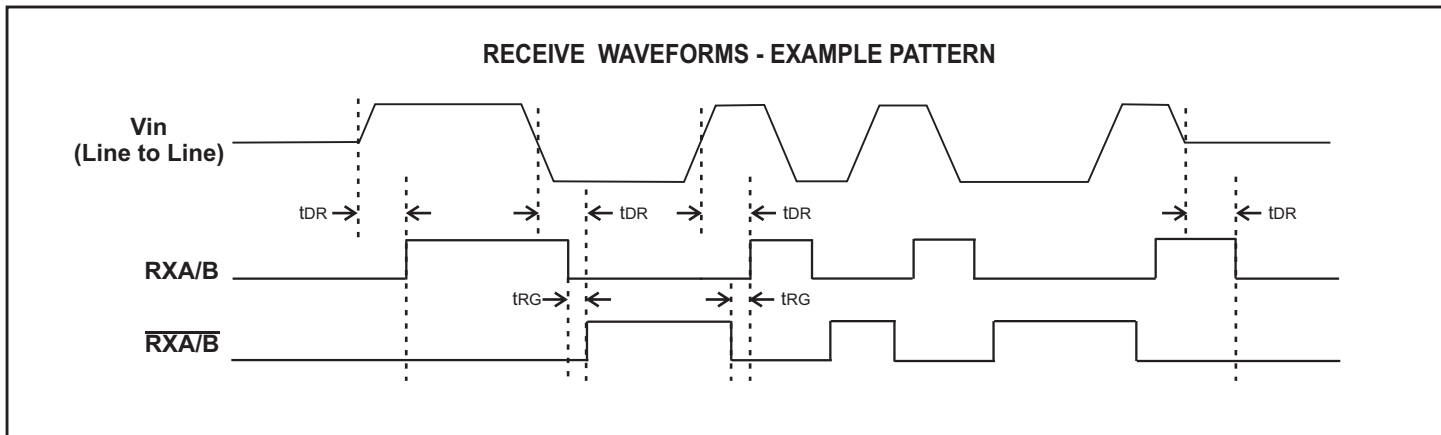 RECEIVE WAVEFORMS - EXAMPLE PATTERN
Vin
(Line to Line)
tDR
tDR
tDR
tDR
RXA/B
tRG
tRG
RXA/B